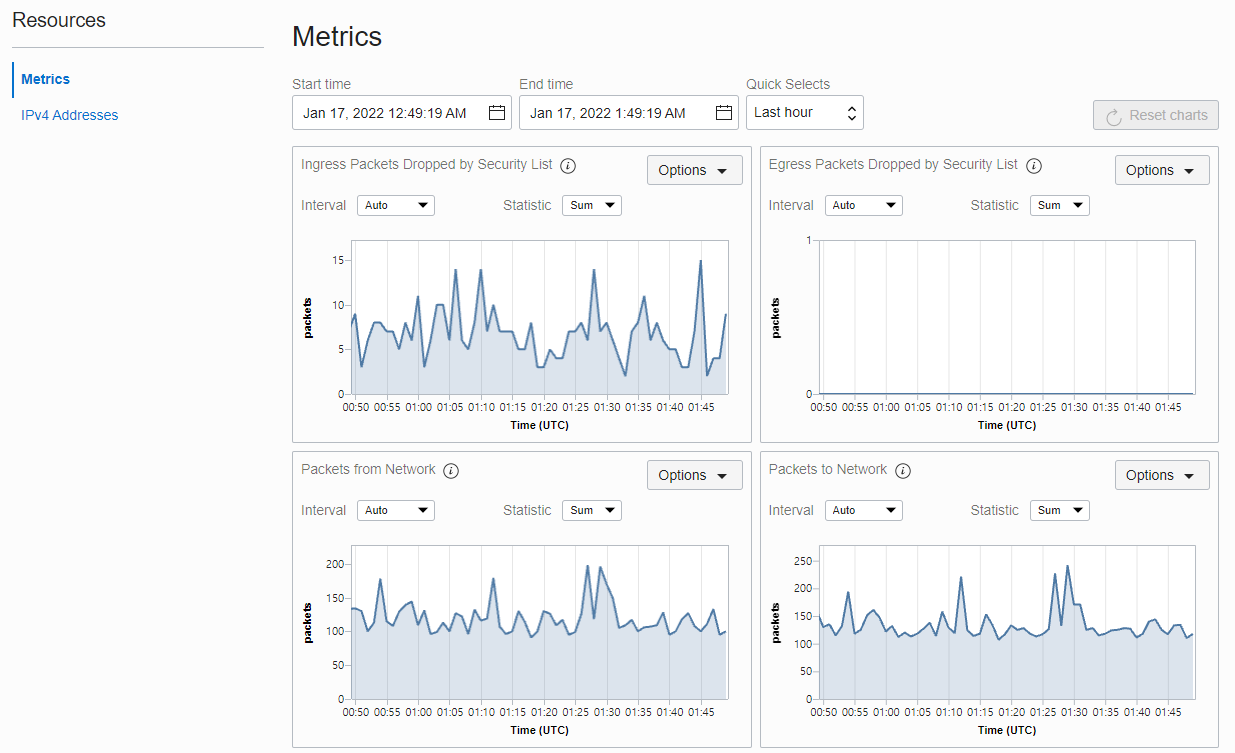 Resources
Metrics
IPv4 Addresses
Metrics
Start time
End time
Quick Selects
Jan 17, 2022 12:49:19 AM
Jan 17, 2022 1:49:19 AM
Last hour
Reset charts
Ingress Packets Dropped by Security List i
Options
Interval Auto Statistic Sum
15
10
5
0
packets
00:50 00:55 01:00 01:05 01:10 01:15 01:20 01:25 01:30 01:35 01:40 01:45
Time (UTC)
Egress Packets Dropped by Security List i
Options
Interval Auto Statistic Sum
1
0
packets
00:50 00:55 01:00 01:05 01:10 01:15 01:20 01:25 01:30 01:35 01:40 01:45
Time (UTC)
Packets from Network i
Options
Interval Auto Statistic Sum
200
150
100
50
0
packets
00:50 00:55 01:00 01:05 01:10 01:15 01:20 01:25 01:30 01:35 01:40 01:45
Time (UTC)
Packets to Network i
Options
Interval Auto Statistic Sum
250
200
150
100
50
0
packets
00:50 00:55 01:00 01:05 01:10 01:15 01:20 01:25 01:30 01:35 01:40 01:45
Time (UTC)